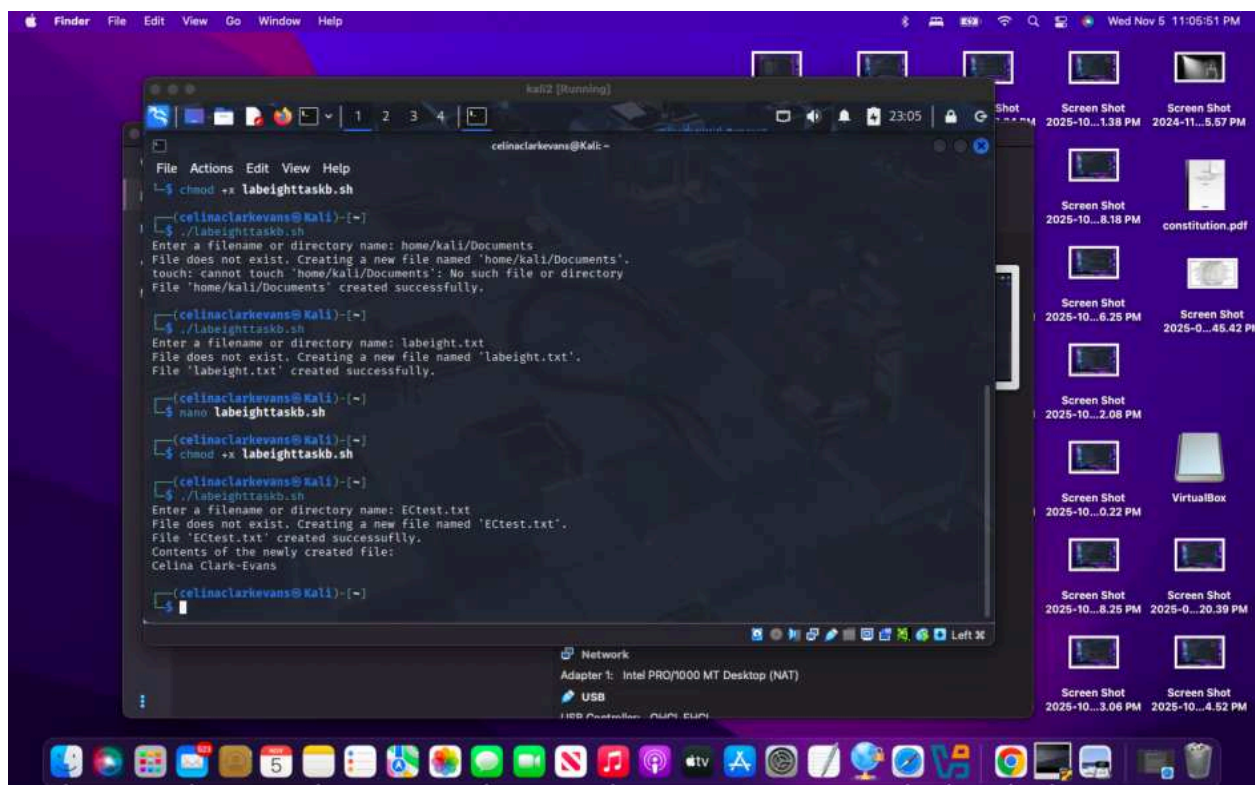 Finder File Edit View Go Window Help
Wed Nov 5 11:05:51 PM
kali2 [Running]
1 2 3 4
23:05
celinaclarkevans@Kali: ~
File Actions Edit View Help
└─$ chmod +x labeighttaskb.sh
┌──(celinaclarkevans㉿Kali)-[~]
└─$ ./labeighttaskb.sh
Enter a filename or directory name: home/kali/Documents
File does not exist. Creating a new file named 'home/kali/Documents'.
touch: cannot touch 'home/kali/Documents': No such file or directory
File 'home/kali/Documents' created successfully.
┌──(celinaclarkevans㉿Kali)-[~]
└─$ ./labeighttaskb.sh
Enter a filename or directory name: labeight.txt
File does not exist. Creating a new file named 'labeight.txt'.
File 'labeight.txt' created successfully.
┌──(celinaclarkevans㉿Kali)-[~]
└─$ nano labeighttaskb.sh
┌──(celinaclarkevans㉿Kali)-[~]
└─$ chmod +x labeighttaskb.sh
┌──(celinaclarkevans㉿Kali)-[~]
└─$ ./labeighttaskb.sh
Enter a filename or directory name: ECtest.txt
File does not exist. Creating a new file named 'ECtest.txt'.
File 'ECtest.txt' created successuflly.
Contents of the newly created file:
Celina Clark-Evans
┌──(celinaclarkevans㉿Kali)-[~]
└─$
Left ⌘
Network
Adapter 1: Intel PRO/1000 MT Desktop (NAT)
USB
USB Controller: OHCI, EHCI
Shot
Screen Shot
2025-10...1.38 PM
Screen Shot
2024-11...5.57 PM
Screen Shot
2025-10...8.18 PM
constitution.pdf
Screen Shot
2025-10...6.25 PM
Screen Shot
2025-0...45.42 PM
Screen Shot
2025-10...2.08 PM
Screen Shot
2025-10...0.22 PM
VirtualBox
Screen Shot
2025-10...8.25 PM
Screen Shot
2025-0...20.39 PM
Screen Shot
2025-10...3.06 PM
Screen Shot
2025-10...4.52 PM
NOV
5
tv